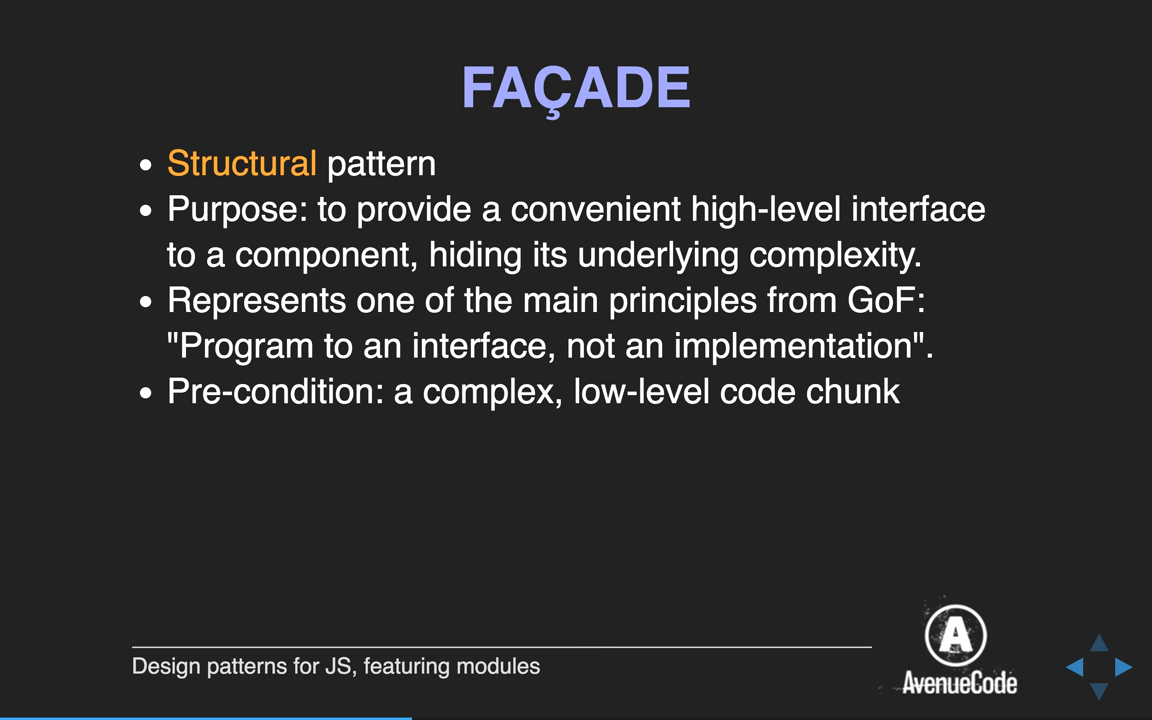 FAÇADE
Structural pattern
Purpose: to provide a convenient high-level interface
to a component, hiding its underlying complexity.
Represents one of the main principles from GoF:
"Program to an interface, not an implementation".
Pre-condition: a complex, low-level code chunk
Design patterns for JS, featuring modules
A
AvenueCode